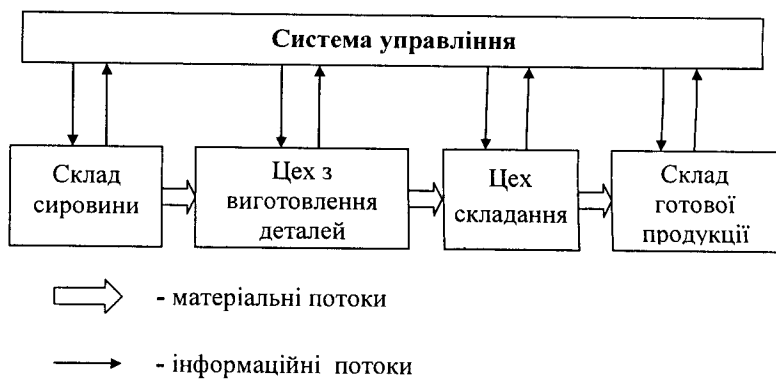 Система управління
Склад
сировини
Цех з
виготовлення
деталей
Цех
складання
Склад
готової
продукції
- матеріальні потоки
- інформаційні потоки